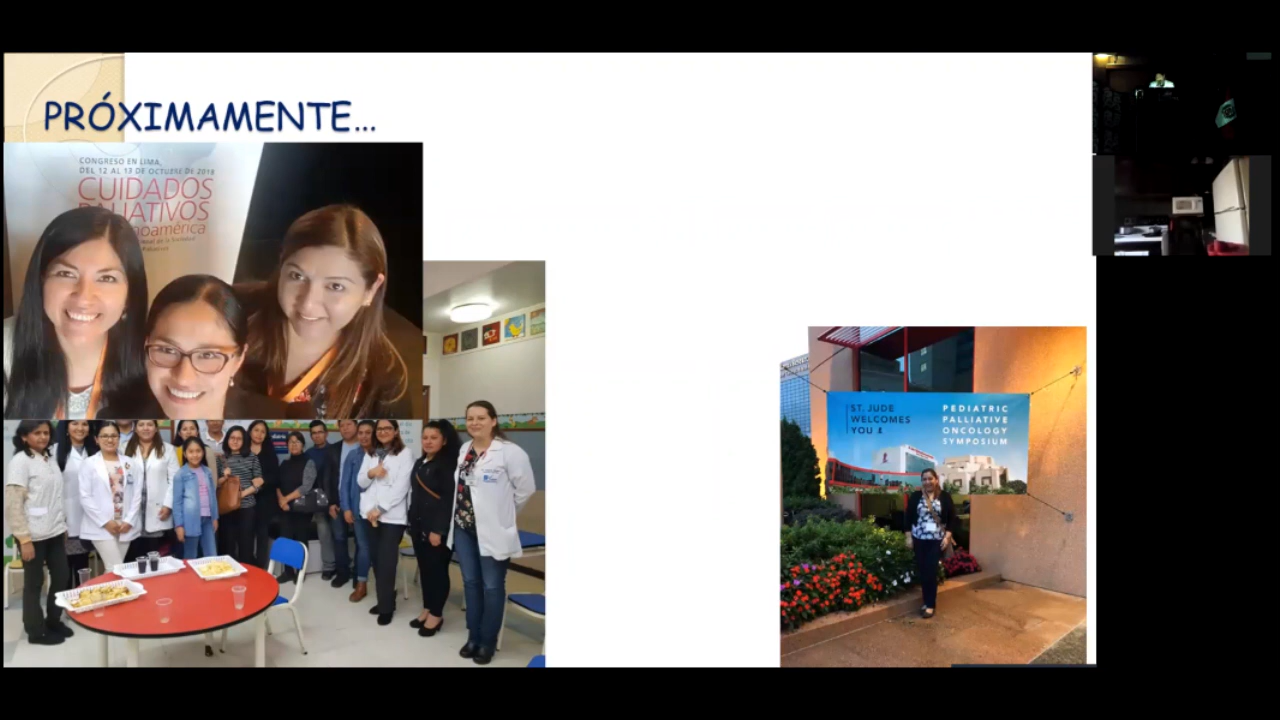 PRÓXIMAMENTE...
CONGRESO EN LIMA,
DEL 12 AL 13 DE OCTUBRE DE 2018
CUIDADOS
PALIATIVOS
ST. JUDE
WELCOMES
YOU &
PEDIATRIC
PALLIATIVE
ONCOLOGY
SYMPOSIUM